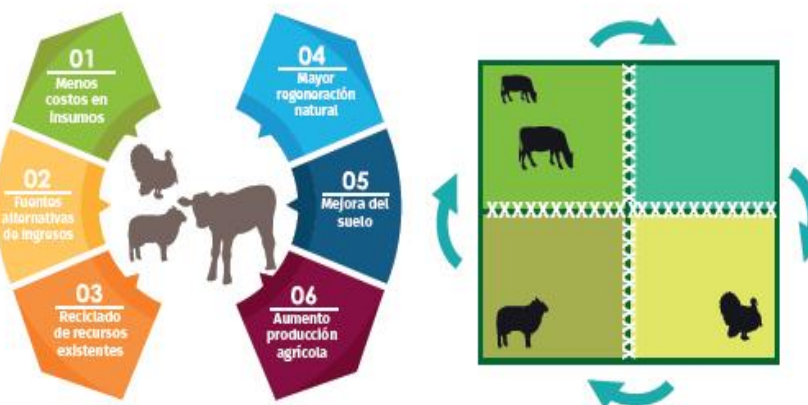 01
Menos
costos en
Insumos
02
Fuentes
alternativas
de ingresos
03
Reciclado
de recursos
existentes
04
Mayor
regeneración
natural
05
Mejora del
suelo
06
Aumento
producción
agrícola